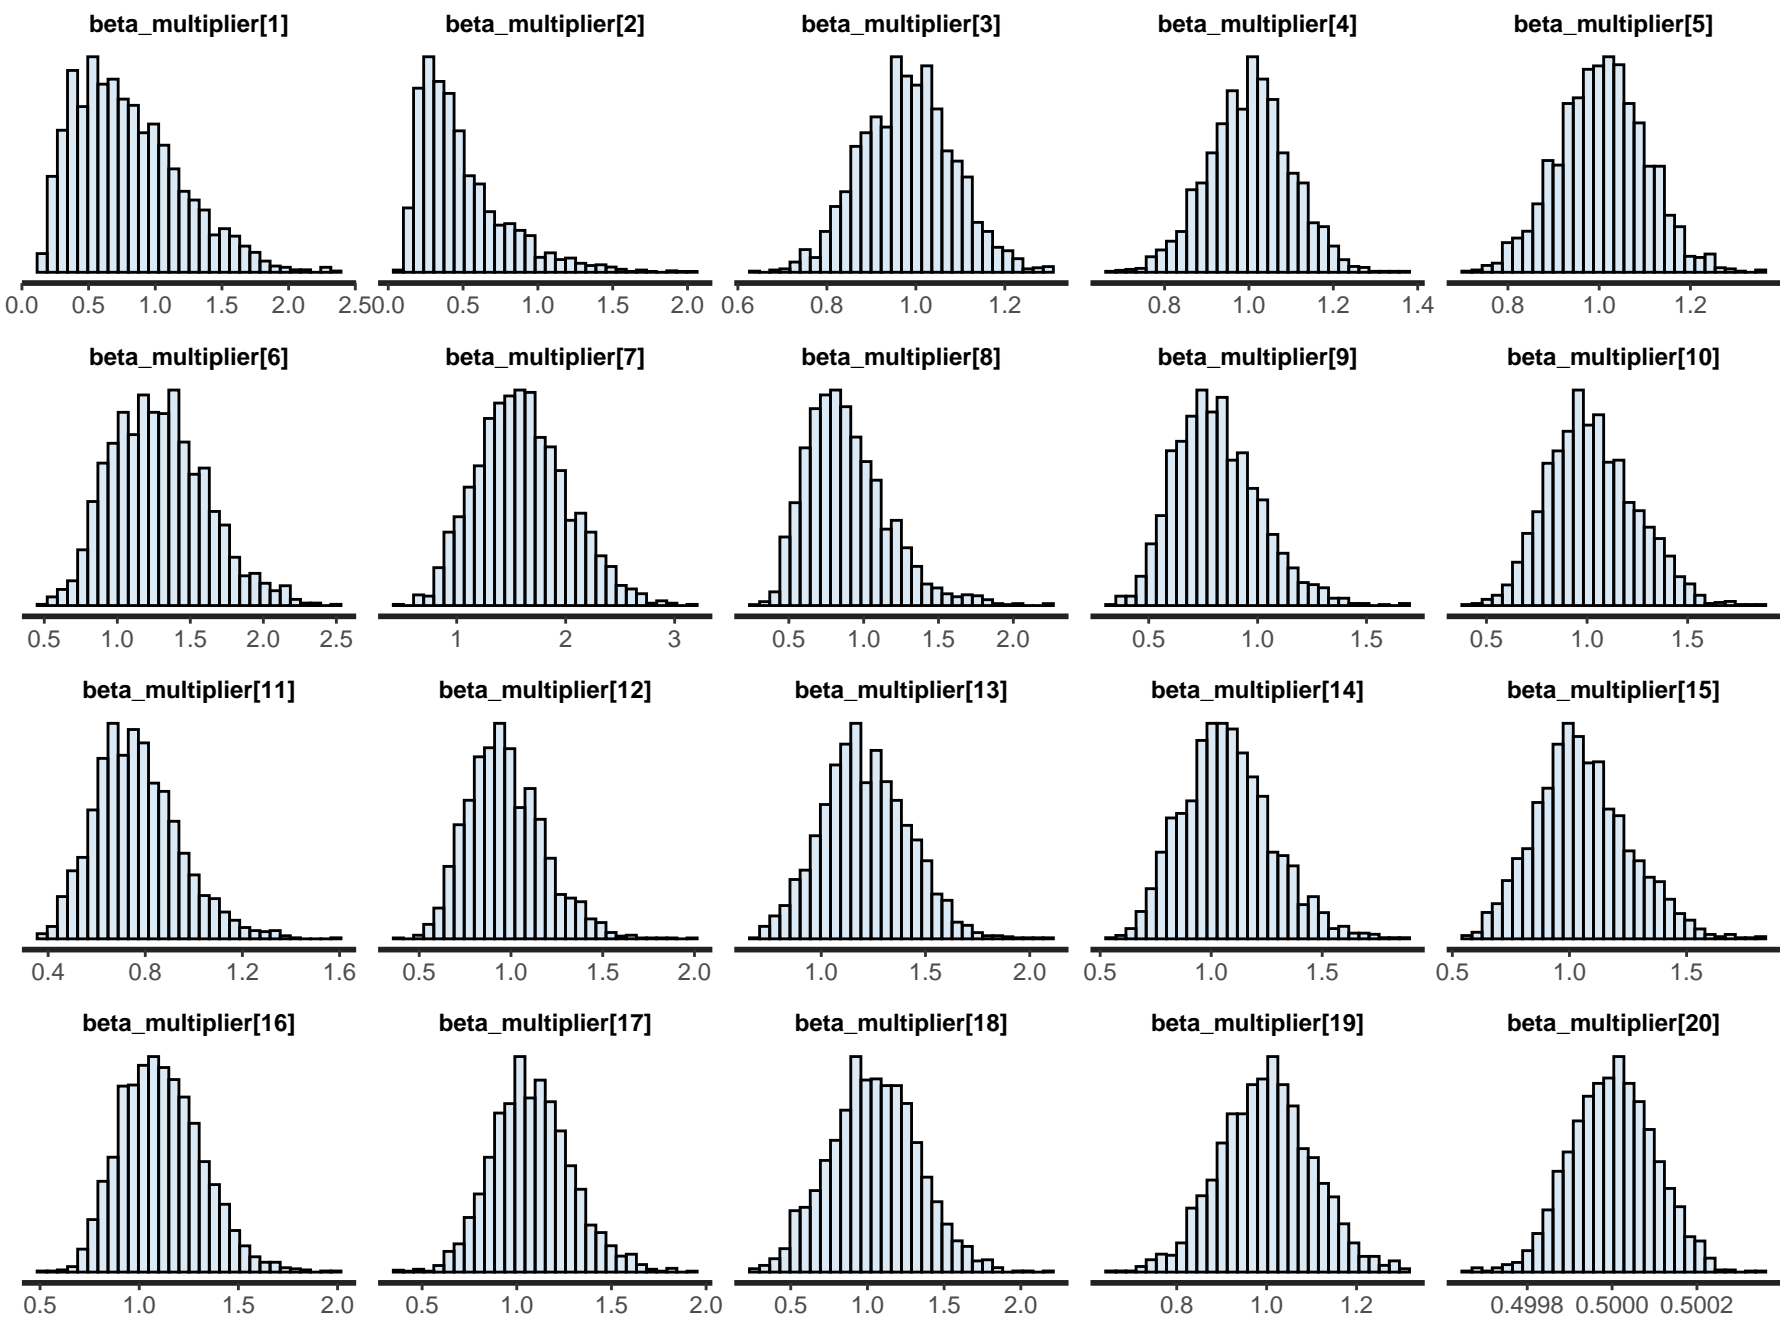 beta_multiplier[1] beta_multiplier[2] beta_multiplier[3] beta_multiplier[4] beta_multiplier[5]
0.0 0.5 1.0 1.5 2.0 2.5 0.0 0.5 1.0 1.5 2.0 0.6 0.8 1.0 1.2 0.8 1.0 1.2 1.4 0.8 1.0 1.2
beta_multiplier[6] beta_multiplier[7] beta_multiplier[8] beta_multiplier[9] beta_multiplier[10]
0.5 1.0 1.5 2.0 2.5 1 2 3 0.5 1.0 1.5 2.0 0.5 1.0 1.5 0.5 1.0 1.5
beta_multiplier[11] beta_multiplier[12] beta_multiplier[13] beta_multiplier[14] beta_multiplier[15]
0.4 0.8 1.2 1.6 0.5 1.0 1.5 2.0 1.0 1.5 2.0 0.5 1.0 1.5 0.5 1.0 1.5
beta_multiplier[16] beta_multiplier[17] beta_multiplier[18] beta_multiplier[19] beta_multiplier[20]
0.5 1.0 1.5 2.0 0.5 1.0 1.5 2.0 0.5 1.0 1.5 2.0 0.8 1.0 1.2 0.4998 0.5000 0.5002